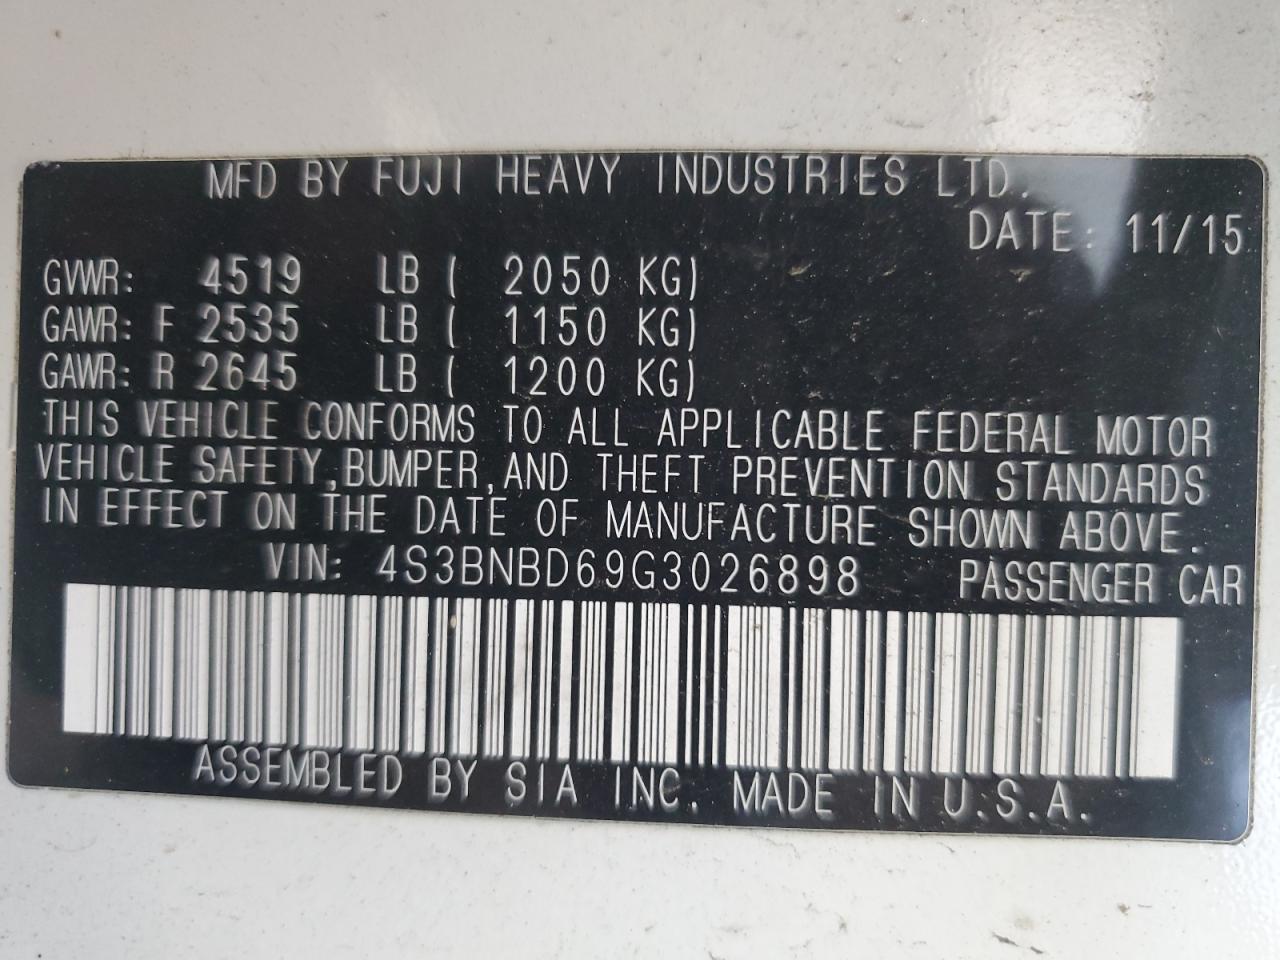 MFD BY FUJI HEAVY INDUSTRIES LTD.
DATE: 11/15
GVWR: 4519 LB ( 2050 KG)
GAWR: F 2535 LB ( 1150 KG)
GAWR: R 2645 LB ( 1200 KG)
THIS VEHICLE CONFORMS TO ALL APPLICABLE FEDERAL MOTOR
VEHICLE SAFETY, BUMPER, AND THEFT PREVENTION STANDARDS
IN EFFECT ON THE DATE OF MANUFACTURE SHOWN ABOVE.
VIN: 4S3BNBD69G3026898 PASSENGER CAR
ASSEMBLED BY SIA INC. MADE IN U.S.A.